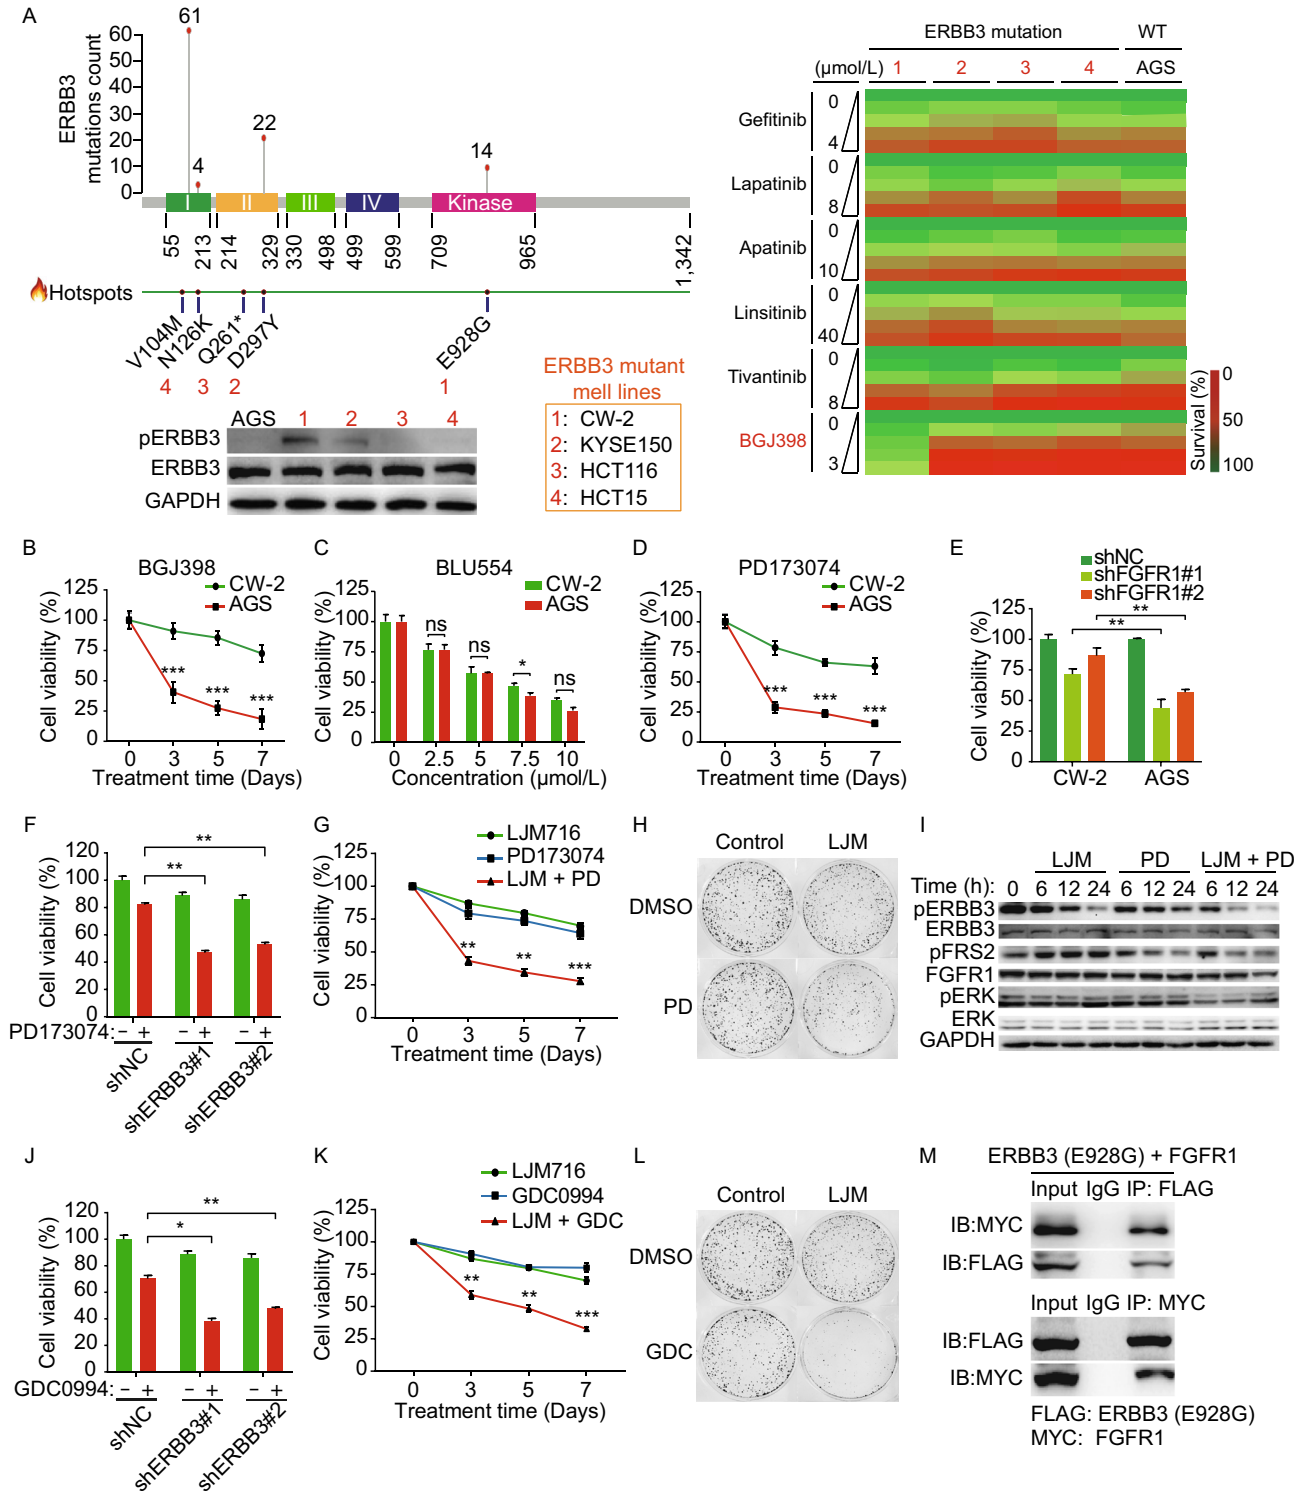 A
ERBB3 mutations count
60
50
40
30
20
10
0
61
4
22
14
I
II
III
IV
Kinase
55
213
214
329
330
498
499
599
709
965
1,342
Hotspots
V104M
N126K
Q261*
D297Y
E928G
4
3
2
1
AGS 1 2 3 4
pERBB3
ERBB3
GAPDH
ERBB3 mutant
mell lines
1: CW-2
2: KYSE150
3: HCT116
4: HCT15
ERBB3 mutation WT
(μmol/L) 1 2 3 4 AGS
Gefitinib 0 4
Lapatinib 0 8
Apatinib 0 10
Linsitinib 0 40
Tivantinib 0 8
BGJ398 0 3
Survival (%)
0
50
100
B
BGJ398
CW-2
AGS
Cell viability (%)
125
100
75
50
25
0
***
***
***
0 3 5 7
Treatment time (Days)
C
BLU554
CW-2
AGS
Cell viability (%)
125
100
75
50
25
0
ns
ns
*
ns
0 2.5 5 7.5 10
Concentration (μmol/L)
D
PD173074
CW-2
AGS
Cell viability (%)
125
100
75
50
25
0
***
***
***
0 3 5 7
Treatment time (Days)
E
shNC
shFGFR1#1
shFGFR1#2
Cell viability (%)
125
100
75
50
25
0
**
**
CW-2 AGS
F
Cell viability (%)
120
100
80
60
40
20
0
**
**
PD173074: − + − + − +
shNC
shERBB3#1
shERBB3#2
G
LJM716
PD173074
LJM + PD
Cell viability (%)
125
100
75
50
25
0
**
**
***
0 3 5 7
Treatment time (Days)
H
Control LJM
DMSO
PD
I
LJM PD LJM + PD
Time (h): 0 6 12 24 6 12 24 6 12 24
pERBB3
ERBB3
pFRS2
FGFR1
pERK
ERK
GAPDH
J
Cell viability (%)
120
100
80
60
40
20
0
**
*
GDC0994: − + − + − +
shNC
shERBB3#1
shERBB3#2
K
LJM716
GDC0994
LJM + GDC
Cell viability (%)
125
100
75
50
25
0
**
**
***
0 3 5 7
Treatment time (Days)
L
Control LJM
DMSO
GDC
M
ERBB3 (E928G) + FGFR1
Input IgG IP: FLAG
IB:MYC
IB:FLAG
Input IgG IP: MYC
IB:FLAG
IB:MYC
FLAG: ERBB3 (E928G)
MYC: FGFR1